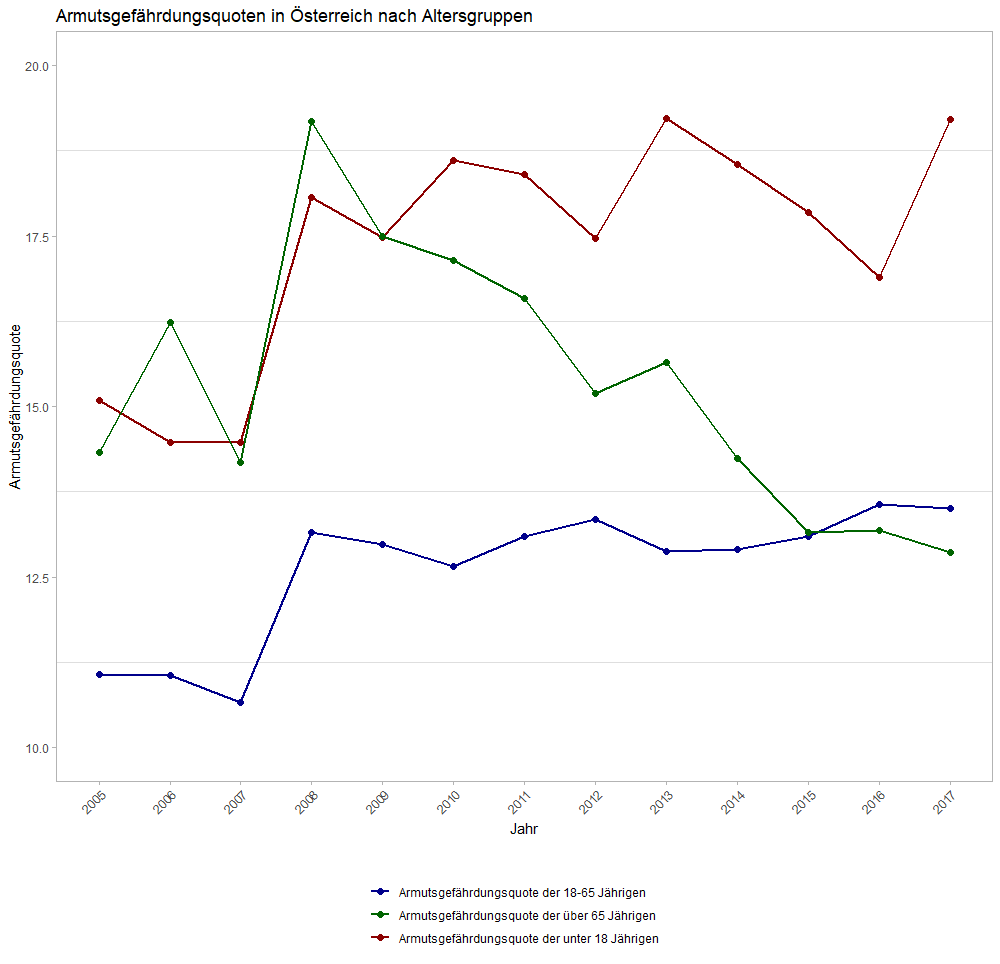 Armutsgefährdungsquoten in Österreich nach Altersgruppen
Armutsgefährdungsquote
20.0
17.5
15.0
12.5
10.0
2005 2006 2007 2008 2009 2010 2011 2012 2013 2014 2015 2016 2017
Jahr
Armutsgefährdungsquote der 18-65 Jährigen
Armutsgefährdungsquote der über 65 Jährigen
Armutsgefährdungsquote der unter 18 Jährigen